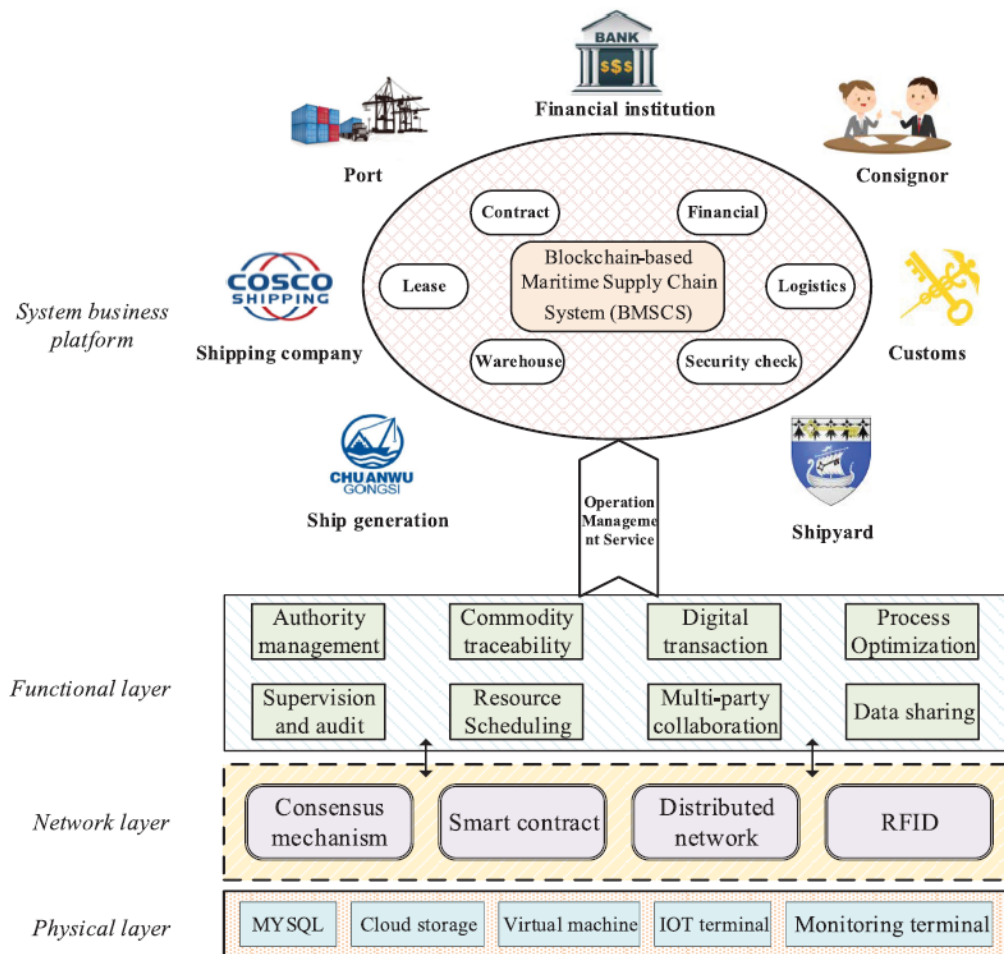 BANK
$$$
Financial institution
Port
Consignor
Contract
Financial
Blockchain-based
Maritime Supply Chain
System (BMSCS)
Lease
Logistics
Warehouse
Security check
COSCO
SHIPPING
Shipping company
Customs
System business
platform
CHUANWU
GONGSI
Ship generation
Shipyard
Operation
Manageme
nt Service
Functional layer
Authority
management
Commodity
traceability
Digital
transaction
Process
Optimization
Supervision
and audit
Resource
Scheduling
Multi-party
collaboration
Data sharing
Network layer
Consensus
mechanism
Smart contract
Distributed
network
RFID
Physical layer
MYSQL
Cloud storage
Virtual machine
IOT terminal
Monitoring terminal